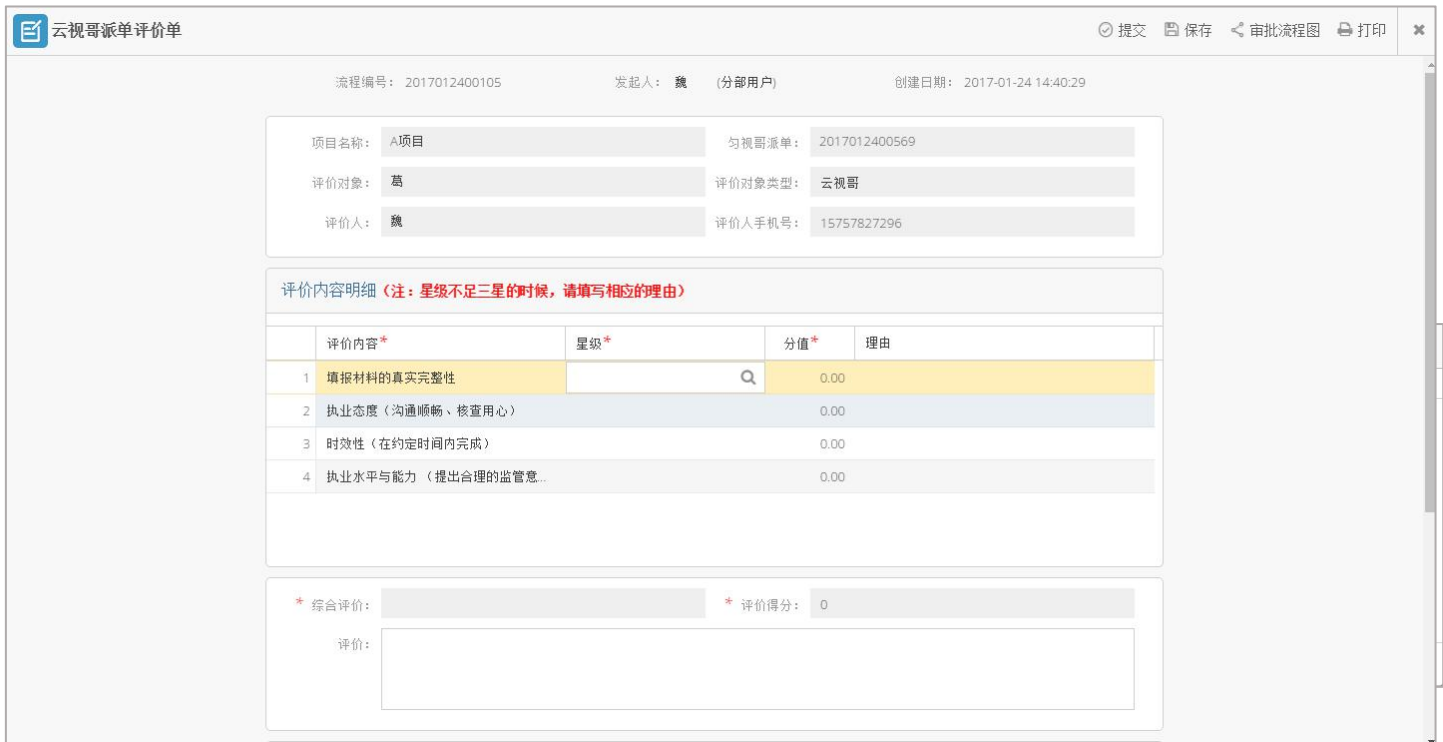 云视哥派单评价单 提交 保存 审批流程图 打印
流程编号： 2017012400105 发起人： 魏 (分部用户) 创建日期： 2017-01-24 14:40:29
项目名称： A项目 匀视哥派单： 2017012400569
评价对象： 葛 评价对象类型： 云视哥
评价人： 魏 评价人手机号： 15757827296
评价内容明细（注：星级不足三星的时候，请填写相应的理由）
评价内容* 星级* 分值* 理由
1 填报材料的真实完整性 0.00
2 执业态度（沟通顺畅、核查用心） 0.00
3 时效性（在约定时间内完成） 0.00
4 执业水平与能力 （提出合理的监管意... 0.00
* 综合评价： * 评价得分： 0
评价：